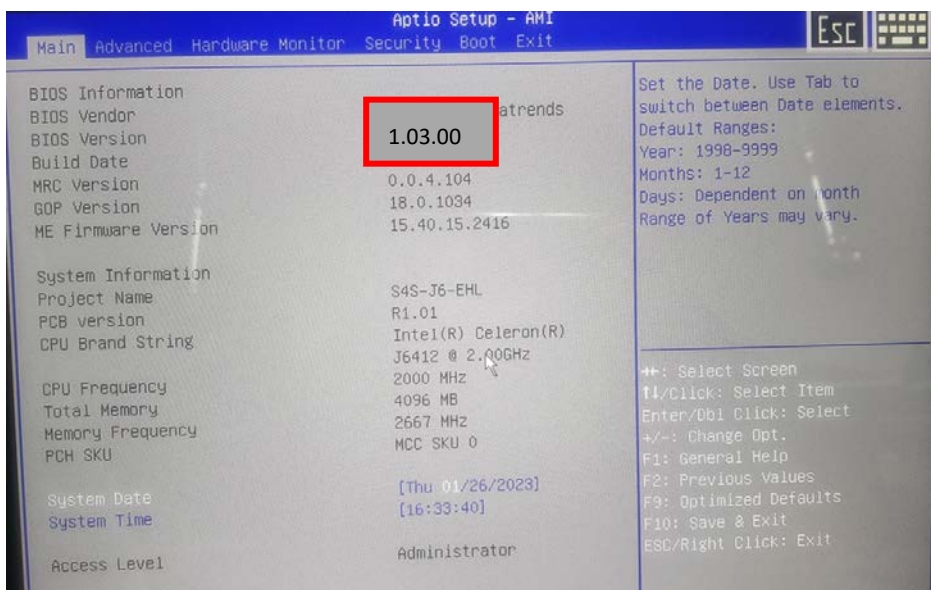 Aptio Setup - AMI
Main Advanced Hardware Monitor Security Boot Exit
Esc
BIOS Information
BIOS Vendor atrends
BIOS Version 1.03.00
Build Date
MRC Version 0.0.4.104
GOP Version 18.0.1034
ME Firmware Version 15.40.15.2416
System Information
Project Name S4S-J6-EHL
PCB version R1.01
CPU Brand String Intel(R) Celeron(R)
J6412 @ 2.00GHz
CPU Frequency 2000 MHz
Total Memory 4096 MB
Memory Frequency 2667 MHz
PCH SKU MCC SKU 0
System Date [Thu 01/26/2023]
System Time [16:33:40]
Access Level Administrator
Set the Date. Use Tab to
switch between Date elements.
Default Ranges:
Year: 1998-9999
Months: 1-12
Days: Dependent on month
Range of Years may vary.
→←: Select Screen
↑↓/Click: Select Item
Enter/Dbl Click: Select
+/-: Change Opt.
F1: General Help
F2: Previous Values
F9: Optimized Defaults
F10: Save & Exit
ESC/Right Click: Exit